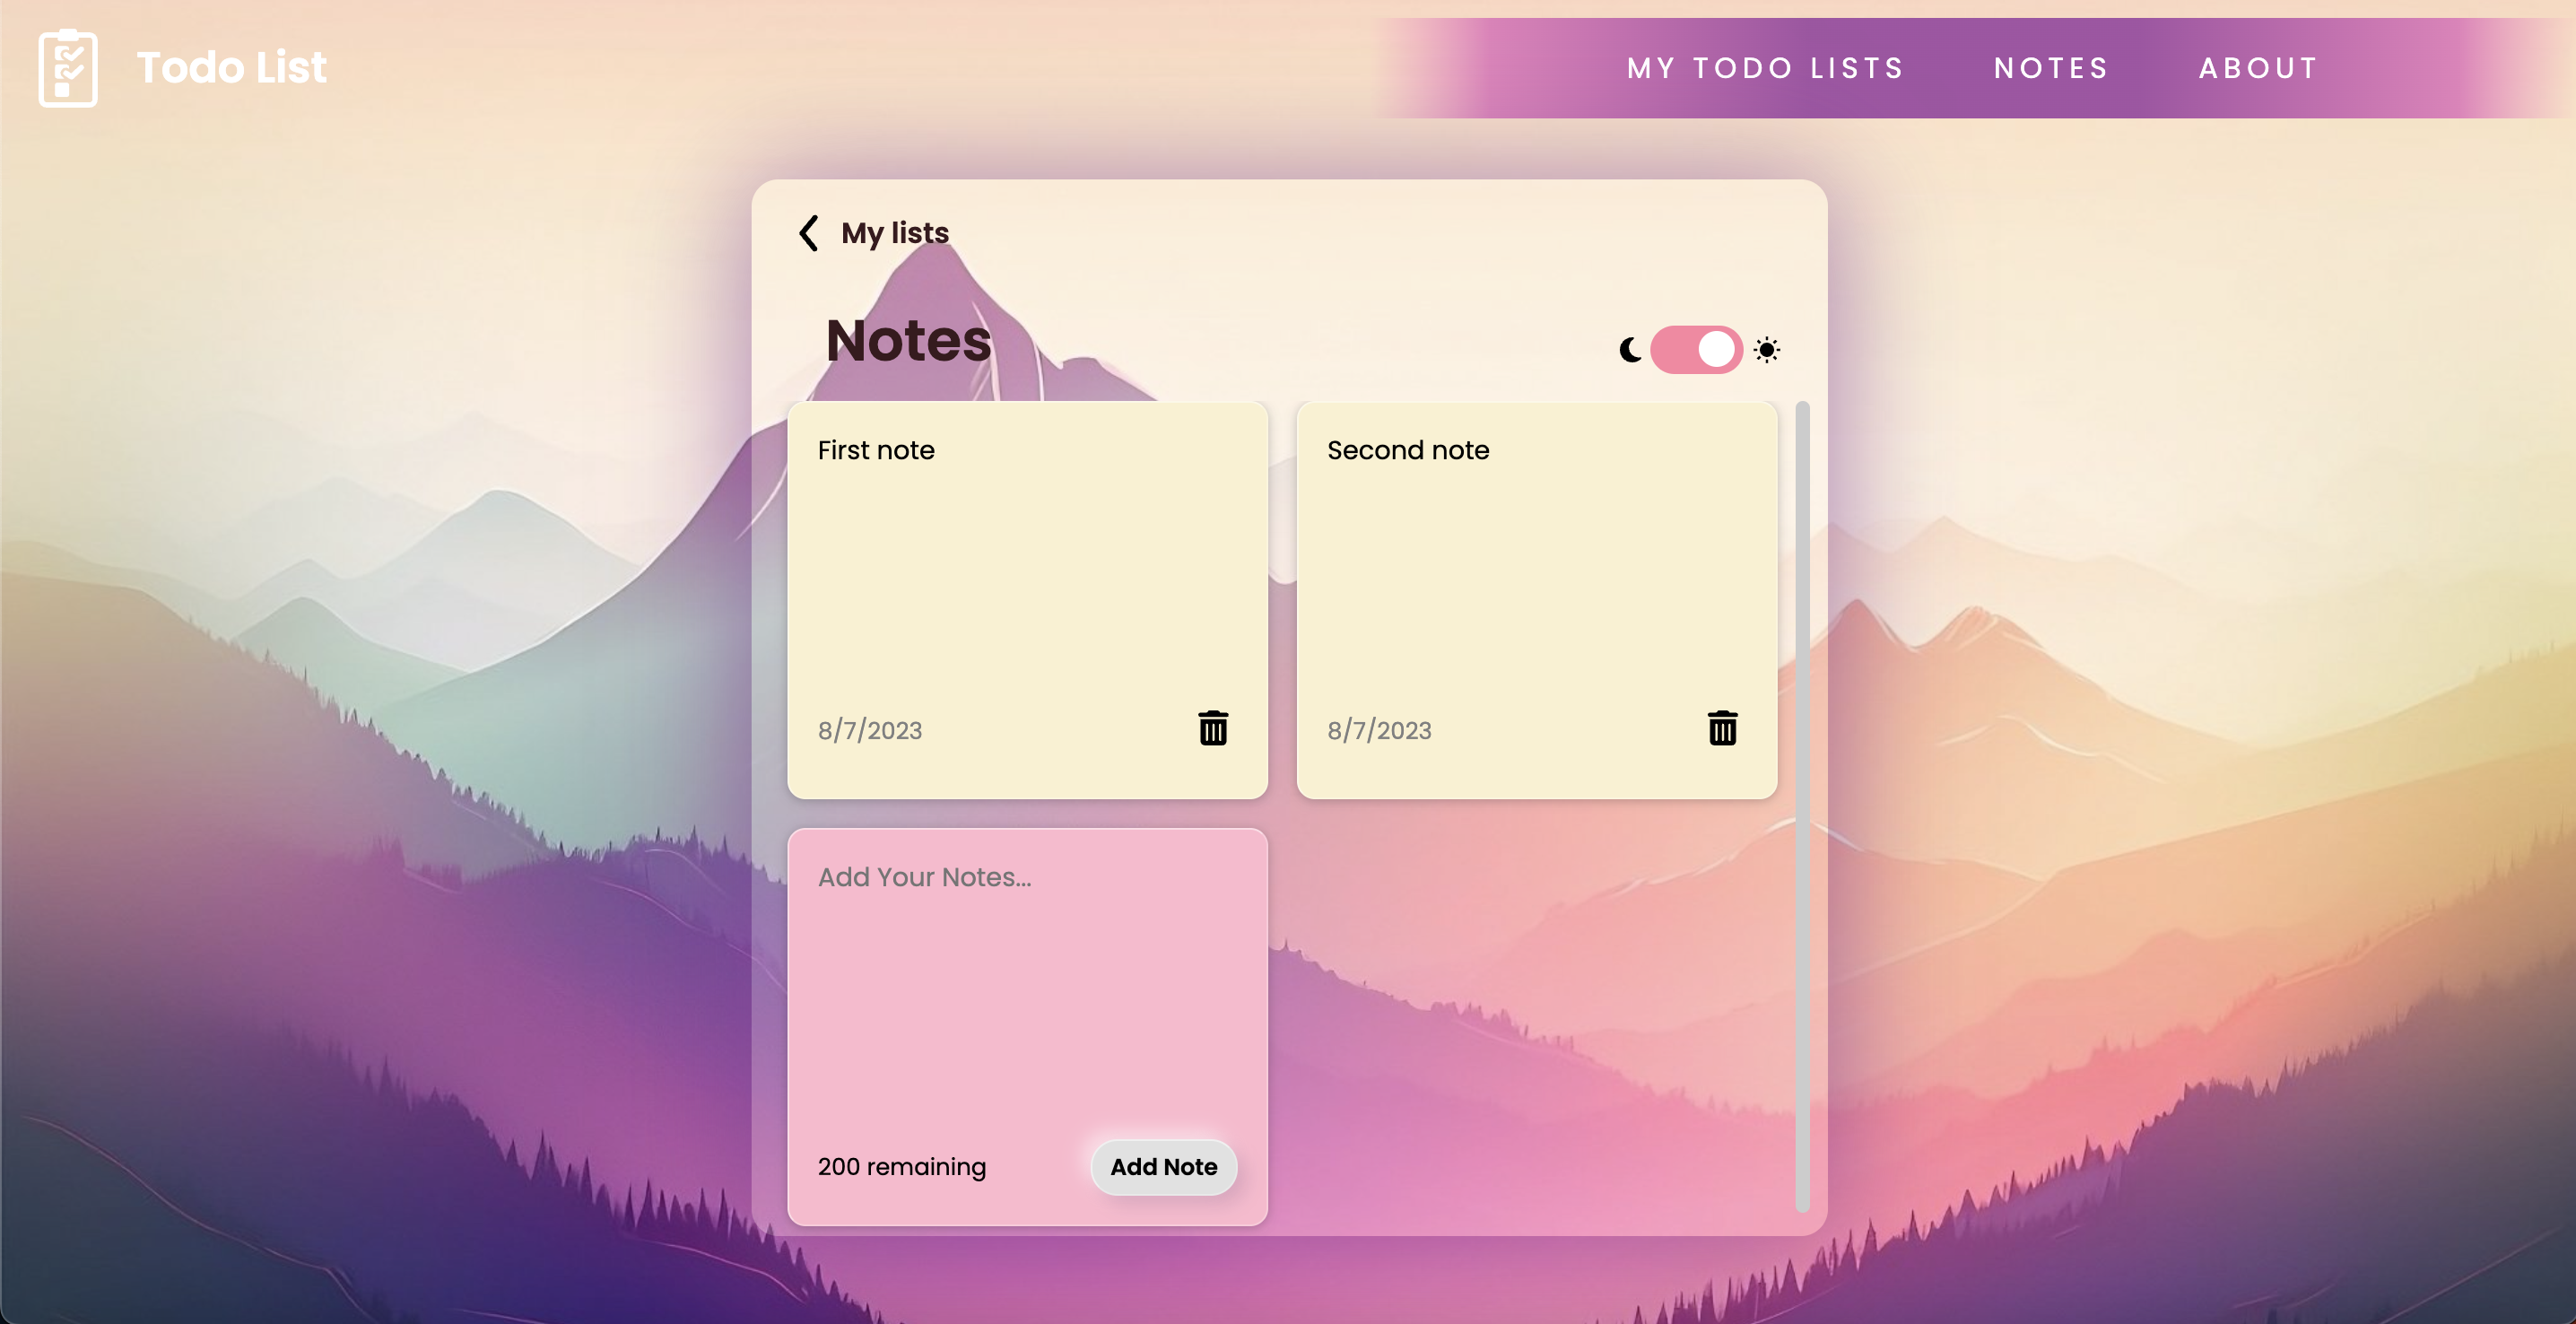 Todo List
MY TODO LISTS
NOTES
ABOUT
My lists
Notes
First note
8/7/2023
Second note
8/7/2023
Add Your Notes...
200 remaining
Add Note